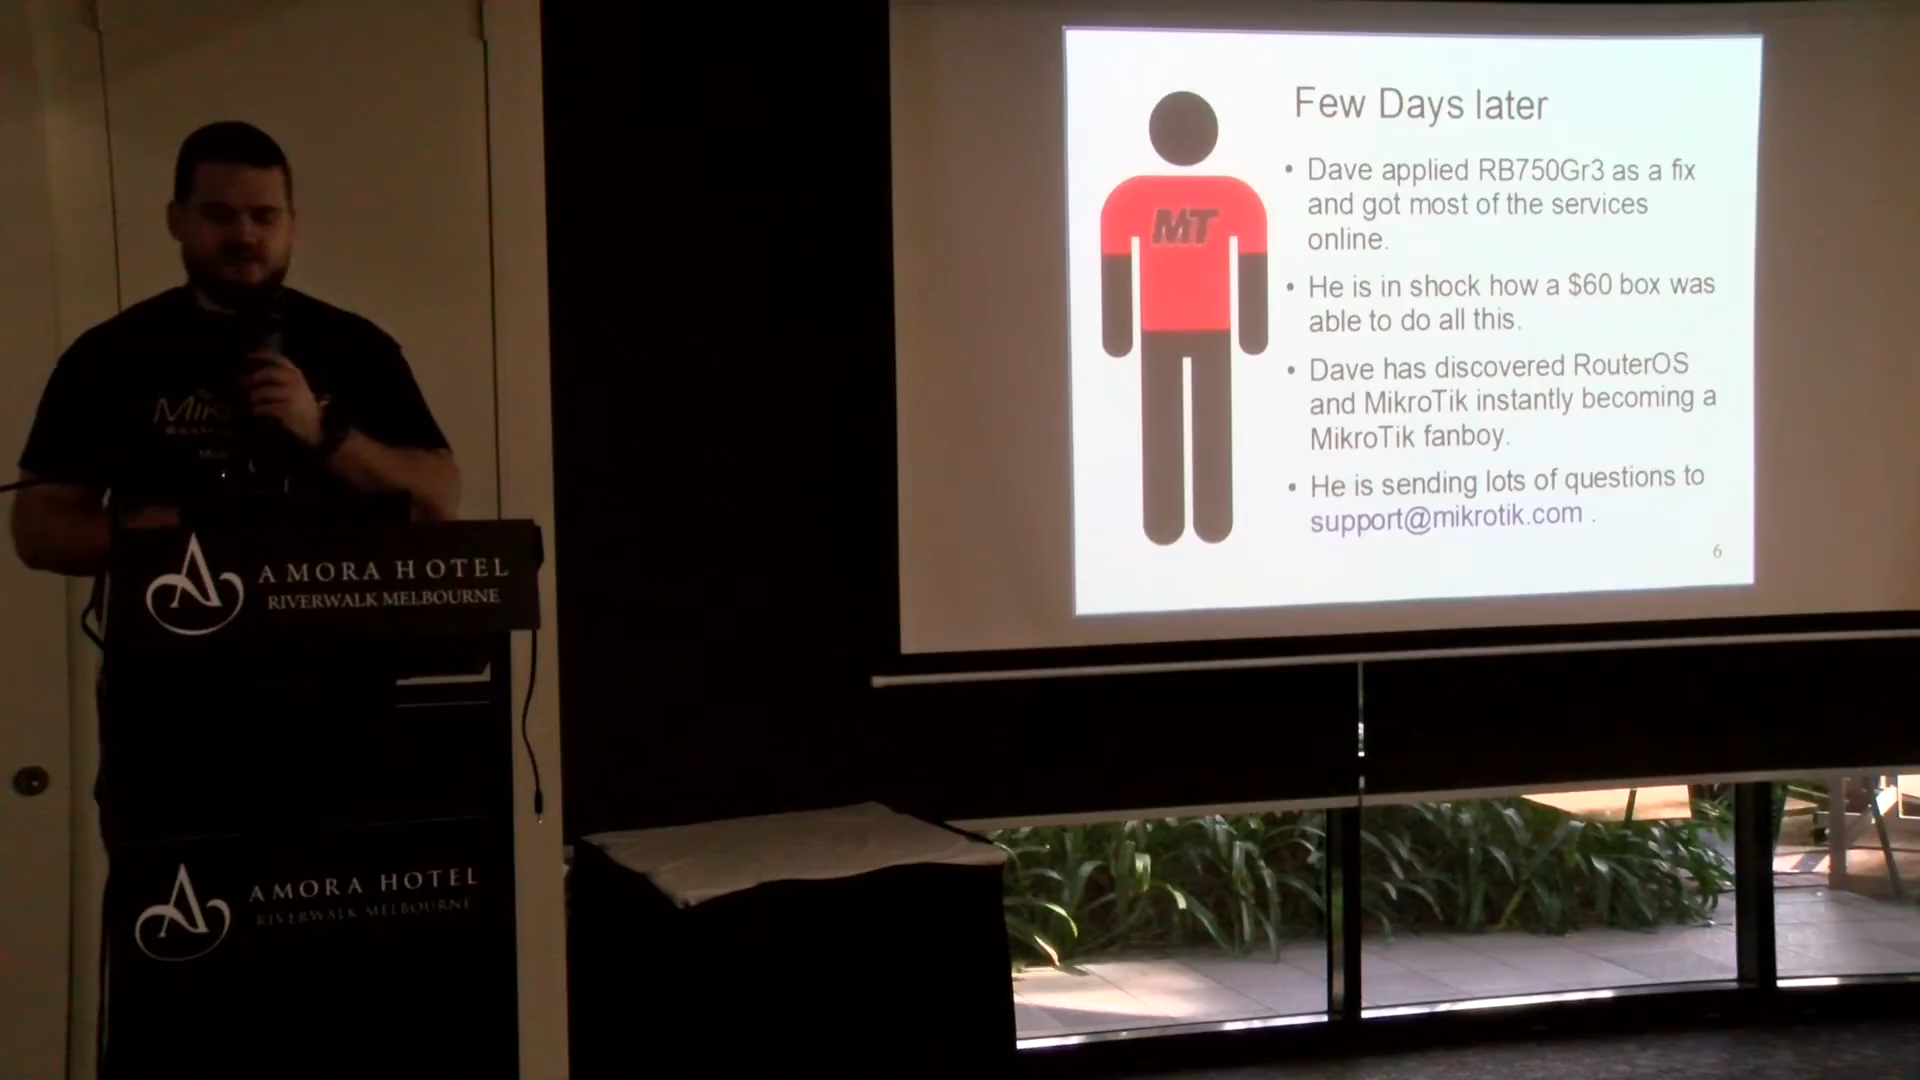 Few Days later
• Dave applied RB750Gr3 as a fix
and got most of the services
online.
• He is in shock how a $60 box was
able to do all this.
• Dave has discovered RouterOS
and MikroTik instantly becoming a
MikroTik fanboy.
• He is sending lots of questions to
support@mikrotik.com .
6
MT
AMORA HOTEL
RIVERWALK MELBOURNE
AMORA HOTEL
RIVERWALK MELBOURNE